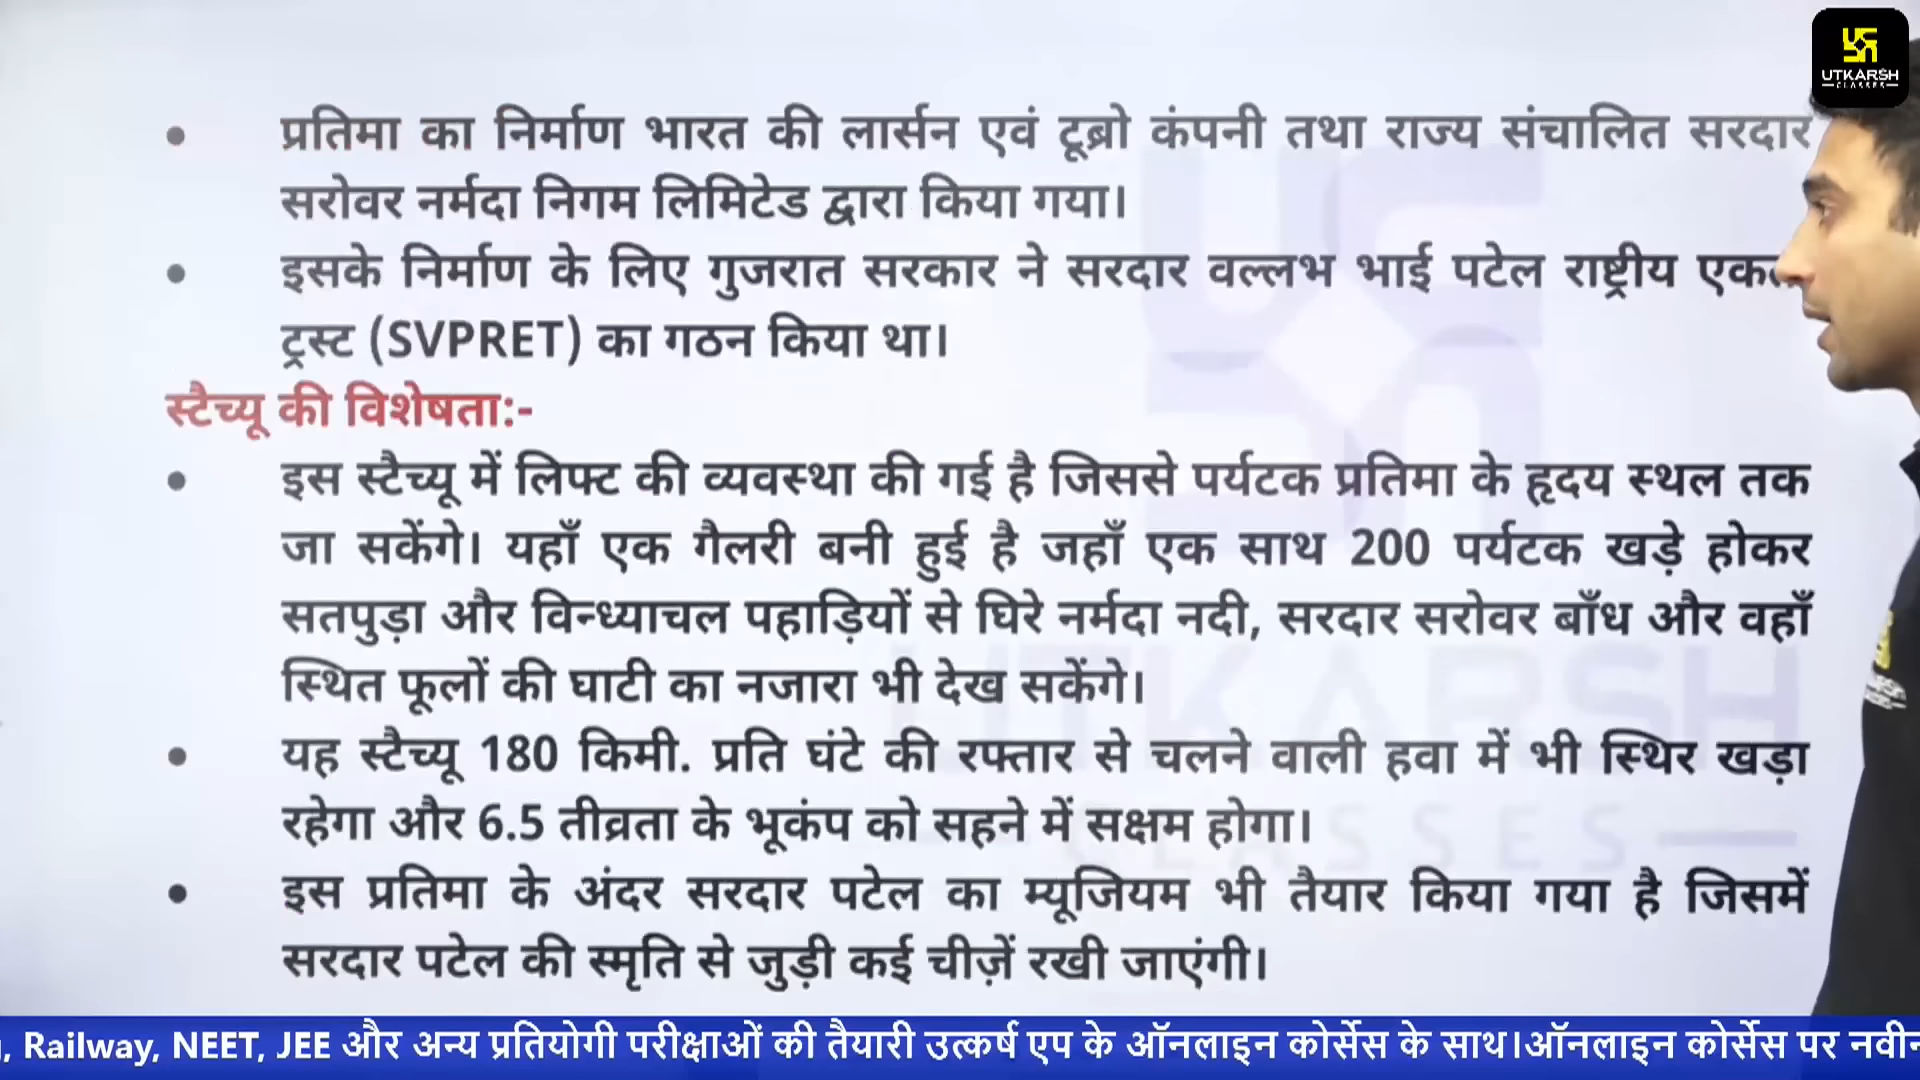 UTKARSH
CLASSES
• प्रतिमा का निर्माण भारत की लार्सन एवं टूब्रो कंपनी तथा राज्य संचालित सरदार
सरोवर नर्मदा निगम लिमिटेड द्वारा किया गया।
• इसके निर्माण के लिए गुजरात सरकार ने सरदार वल्लभ भाई पटेल राष्ट्रीय
ट्रस्ट (SVPRET) का गठन किया था।
स्टैच्यू की विशेषता:-
• इस स्टैच्यू में लिफ्ट की व्यवस्था की गई है जिससे पर्यटक प्रतिमा के हृदय स्थल तक
जा सकेंगे। यहाँ एक गैलरी बनी हुई है जहाँ एक साथ 200 पर्यटक खड़े होकर
सतपुड़ा और विन्ध्याचल पहाड़ियों से घिरे नर्मदा नदी, सरदार सरोवर बाँध और वहाँ
स्थित फूलों की घाटी का नजारा भी देख सकेंगे।
• यह स्टैच्यू 180 किमी. प्रति घंटे की रफ्तार से चलने वाली हवा में भी स्थिर खड़ा
रहेगा और 6.5 तीव्रता के भूकंप को सहने में सक्षम होगा।
• इस प्रतिमा के अंदर सरदार पटेल का म्यूजियम भी तैयार किया गया है जिसमें
सरदार पटेल की स्मृति से जुड़ी कई चीज़ें रखी जाएंगी।
UTKARSH
CLASSES
, Railway, NEET, JEE और अन्य प्रतियोगी परीक्षाओं की तैयारी उत्कर्ष एप के ऑनलाइन कोर्सेस के साथ।ऑनलाइन कोर्सेस पर